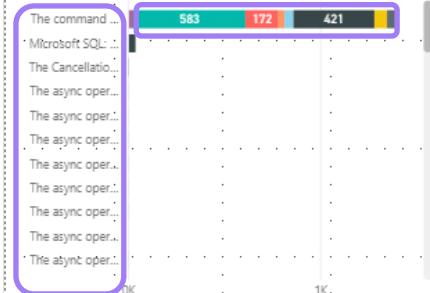 The command ... 583 172 421
Microsoft SQL: ...
The Cancellatio...
The async oper...
The async oper...
The async oper...
The async oper...
The async oper...
The async oper...
The async oper...
The async oper...
0K 1K